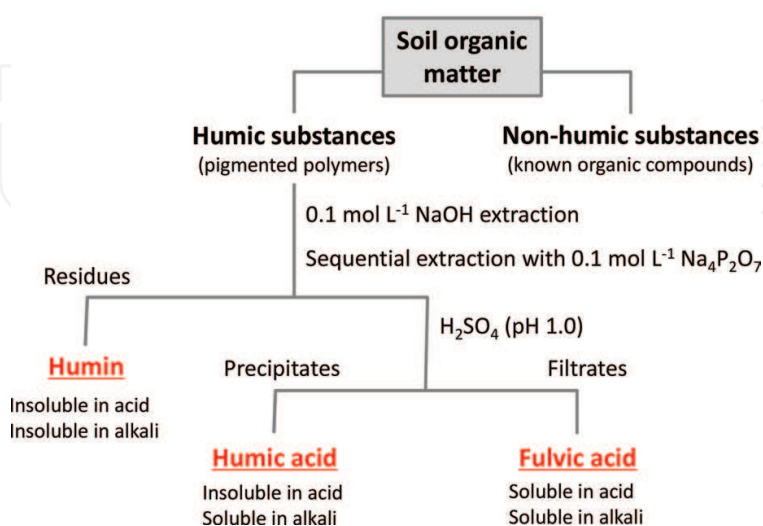 Soil organic
matter
Humic substances
(pigmented polymers)
Non-humic substances
(known organic compounds)
0.1 mol L⁻¹ NaOH extraction
Sequential extraction with 0.1 mol L⁻¹ Na₄P₂O₇
Residues
H₂SO₄ (pH 1.0)
Humin
Insoluble in acid
Insoluble in alkali
Precipitates
Filtrates
Humic acid
Insoluble in acid
Soluble in alkali
Fulvic acid
Soluble in acid
Soluble in alkali